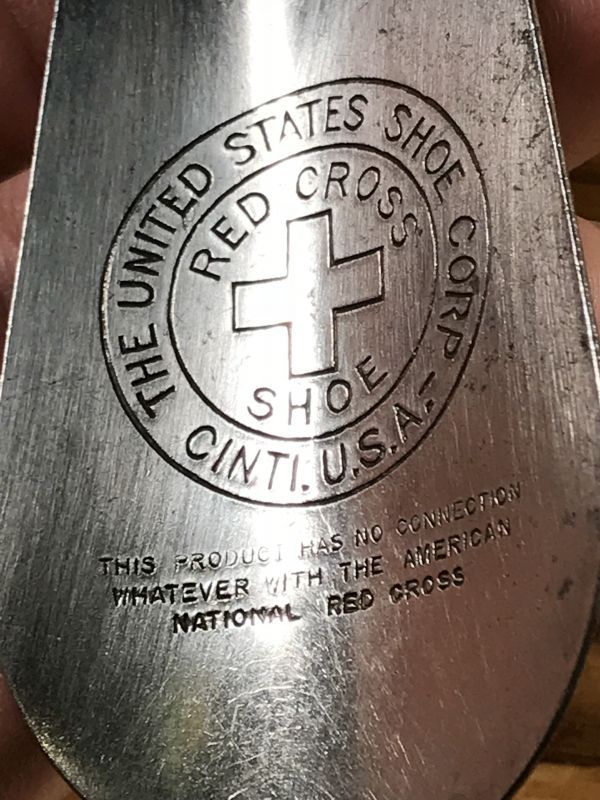 THE UNITED STATES SHOE CORP-
CINTI. U.S.A.-
RED CROSS
SHOE
THIS PRODUCT HAS NO CONNECTION
WHATEVER WITH THE AMERICAN
NATIONAL RED CROSS